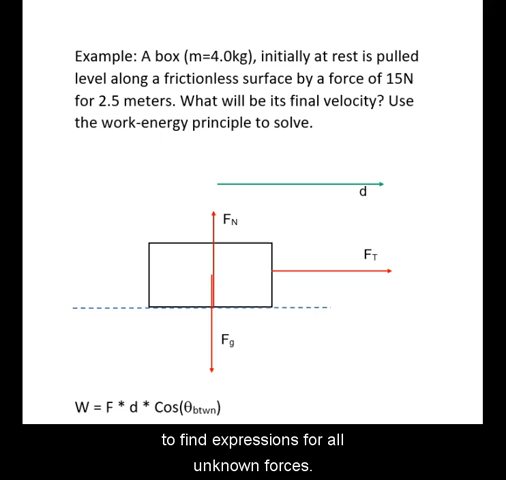 Example: A box (m=4.0kg), initially at rest is pulled
level along a frictionless surface by a force of 15N
for 2.5 meters. What will be its final velocity? Use
the work-energy principle to solve.
d
FN
FT
Fg
W = F * d * Cos(θbtwn)
to find expressions for all
unknown forces.